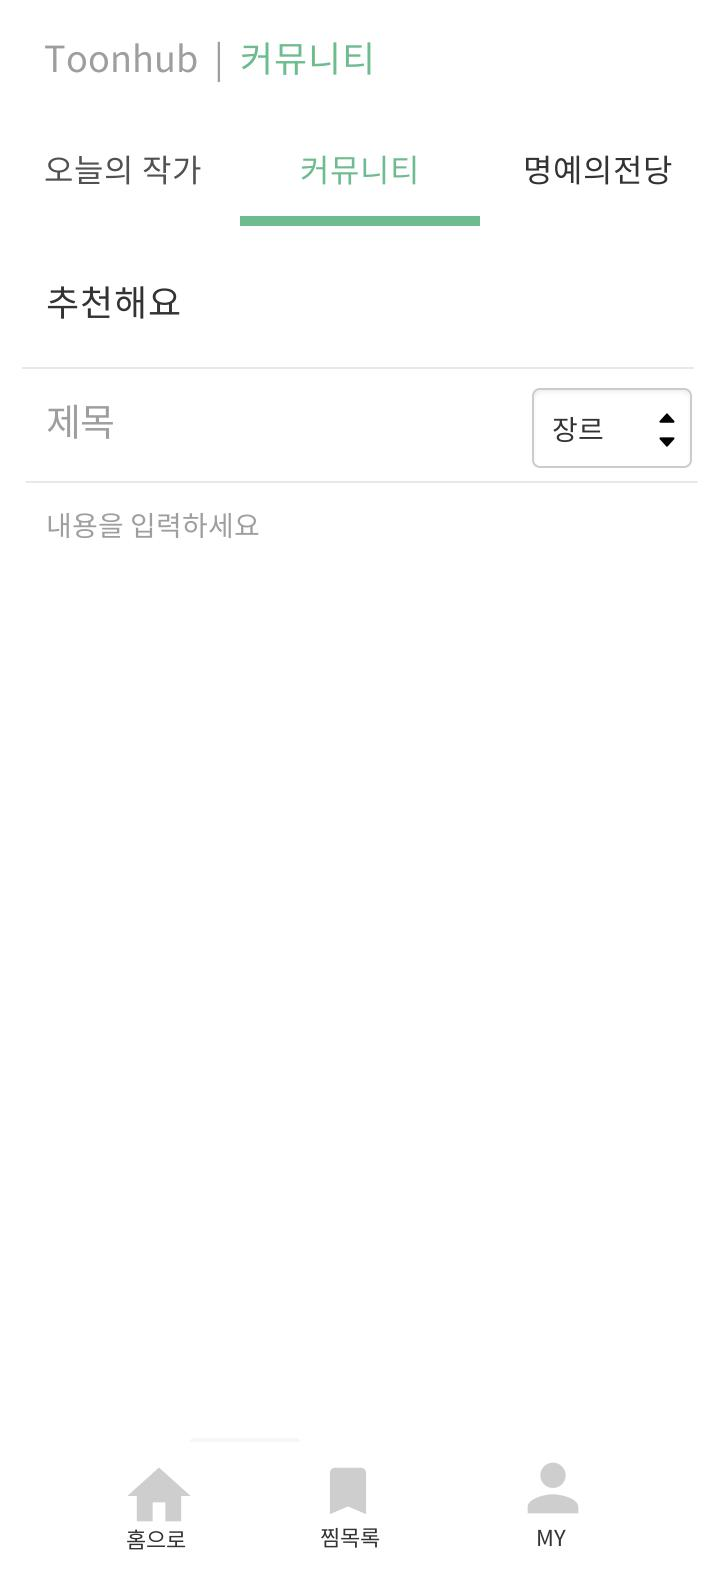 Toonhub | 커뮤니티
오늘의 작가 커뮤니티 명예의전당
추천해요
제목 장르
내용을 입력하세요
홈으로 찜목록 MY